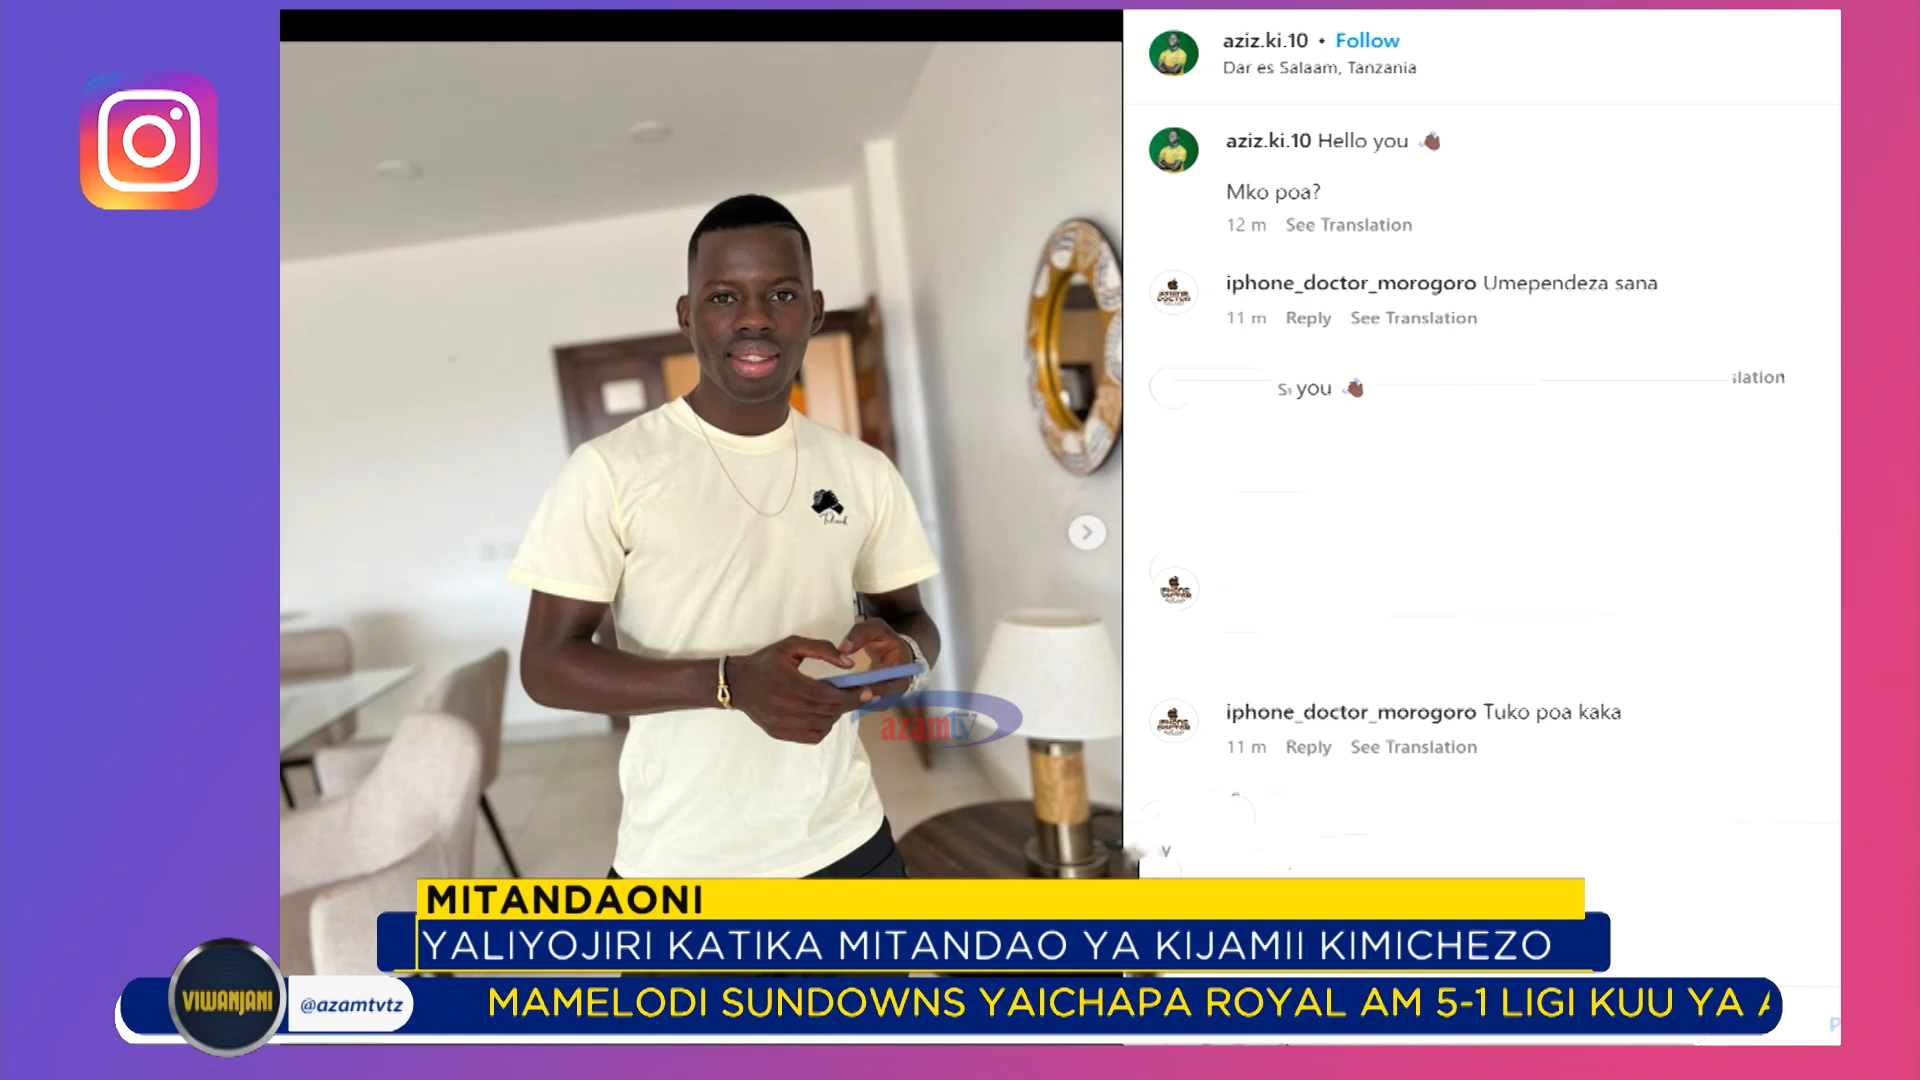 aziz.ki.10 • Follow
Dar es Salaam, Tanzania
aziz.ki.10 Hello you
Mko poa?
12 m See Translation
iphone_doctor_morogoro Umependeza sana
11 m Reply See Translation
you
iphone_doctor_morogoro Tuko poa kaka
11 m Reply See Translation
azamtv
MITANDAONI
YALIYOJIRI KATIKA MITANDAO YA KIJAMII KIMICHEZO
VIWANJANI
@azamtvtz
MAMELODI SUNDOWNS YAICHAPA ROYAL AM 5-1 LIGI KUU YA